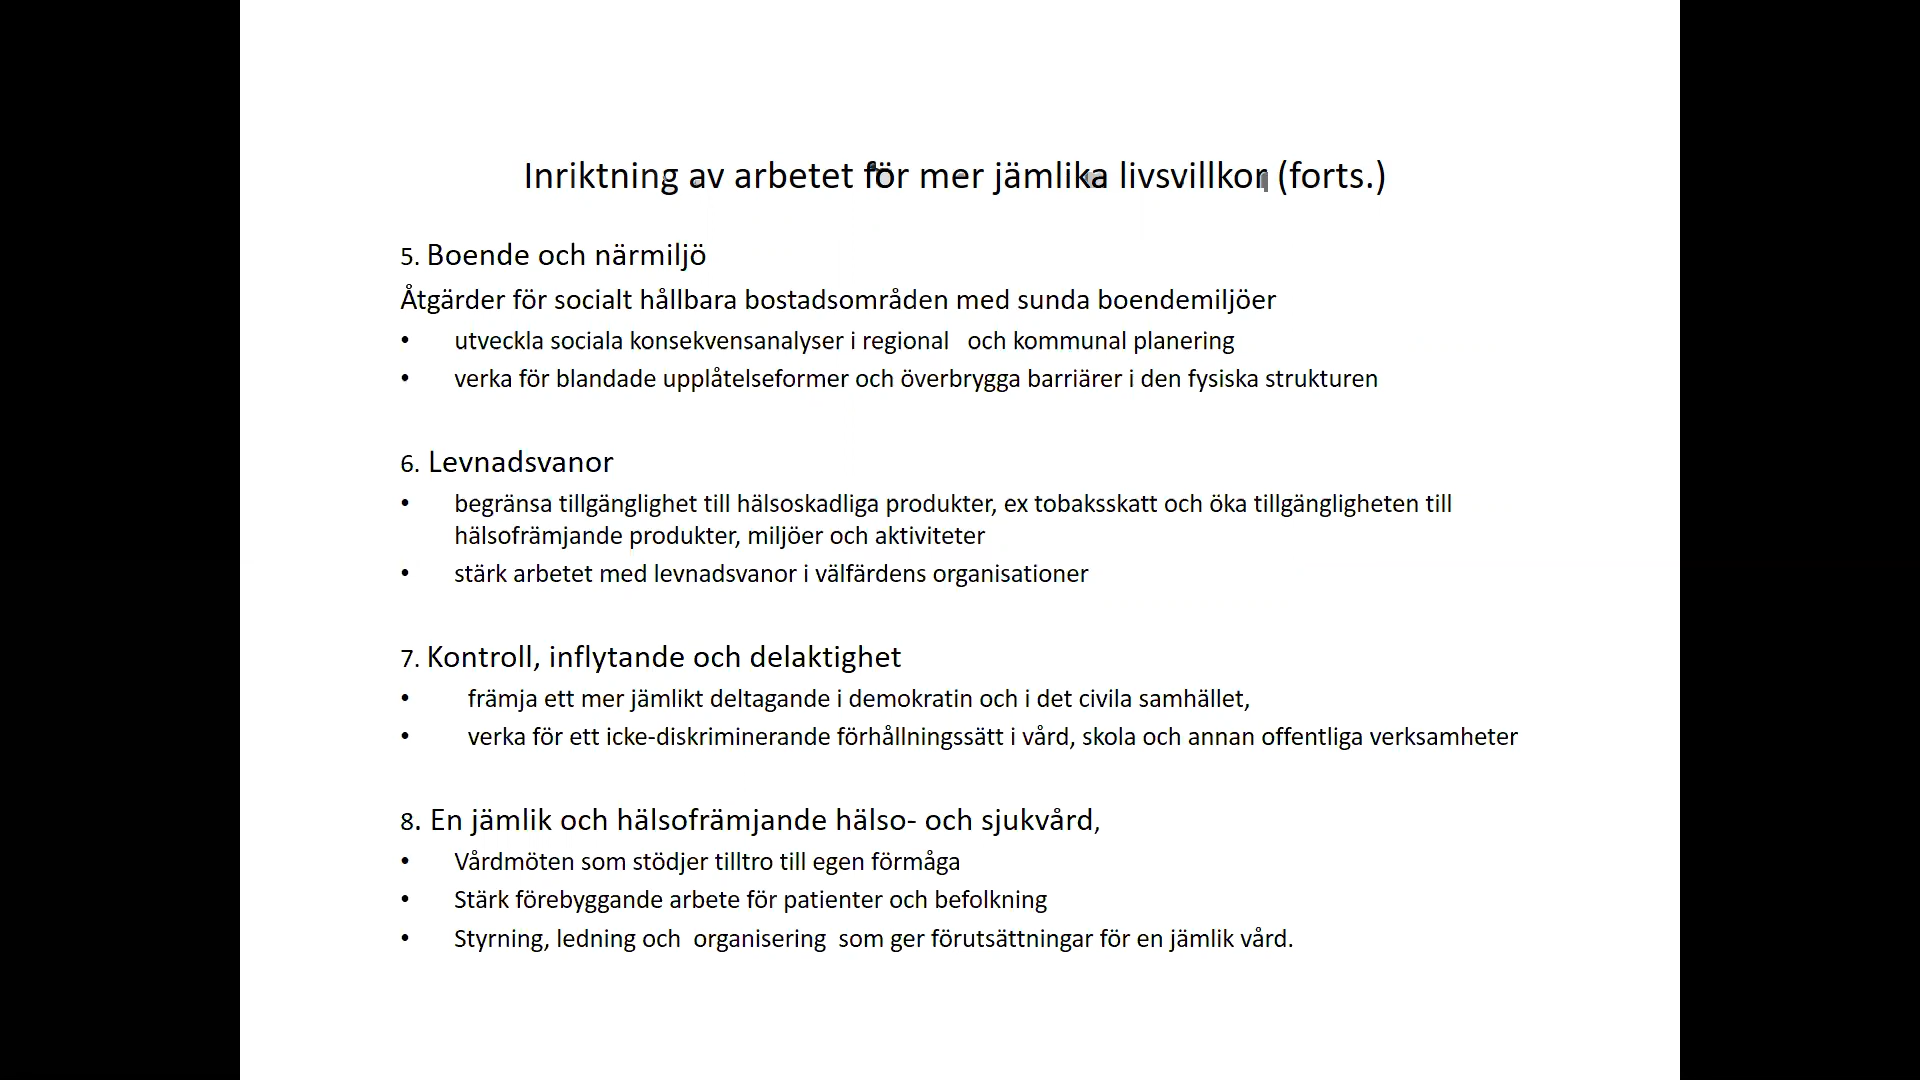 Inriktning av arbetet för mer jämlika livsvillkor (forts.)
5. Boende och närmiljö
Åtgärder för socialt hållbara bostadsområden med sunda boendemiljöer
• utveckla sociala konsekvensanalyser i regional och kommunal planering
• verka för blandade upplåtelseformer och överbrygga barriärer i den fysiska strukturen
6. Levnadsvanor
• begränsa tillgänglighet till hälsoskadliga produkter, ex tobaksskatt och öka tillgängligheten till
hälsofrämjande produkter, miljöer och aktiviteter
• stärk arbetet med levnadsvanor i välfärdens organisationer
7. Kontroll, inflytande och delaktighet
• främja ett mer jämlikt deltagande i demokratin och i det civila samhället,
• verka för ett icke-diskriminerande förhållningssätt i vård, skola och annan offentliga verksamheter
8. En jämlik och hälsofrämjande hälso- och sjukvård,
• Vårdmöten som stödjer tilltro till egen förmåga
• Stärk förebyggande arbete för patienter och befolkning
• Styrning, ledning och organisering som ger förutsättningar för en jämlik vård.